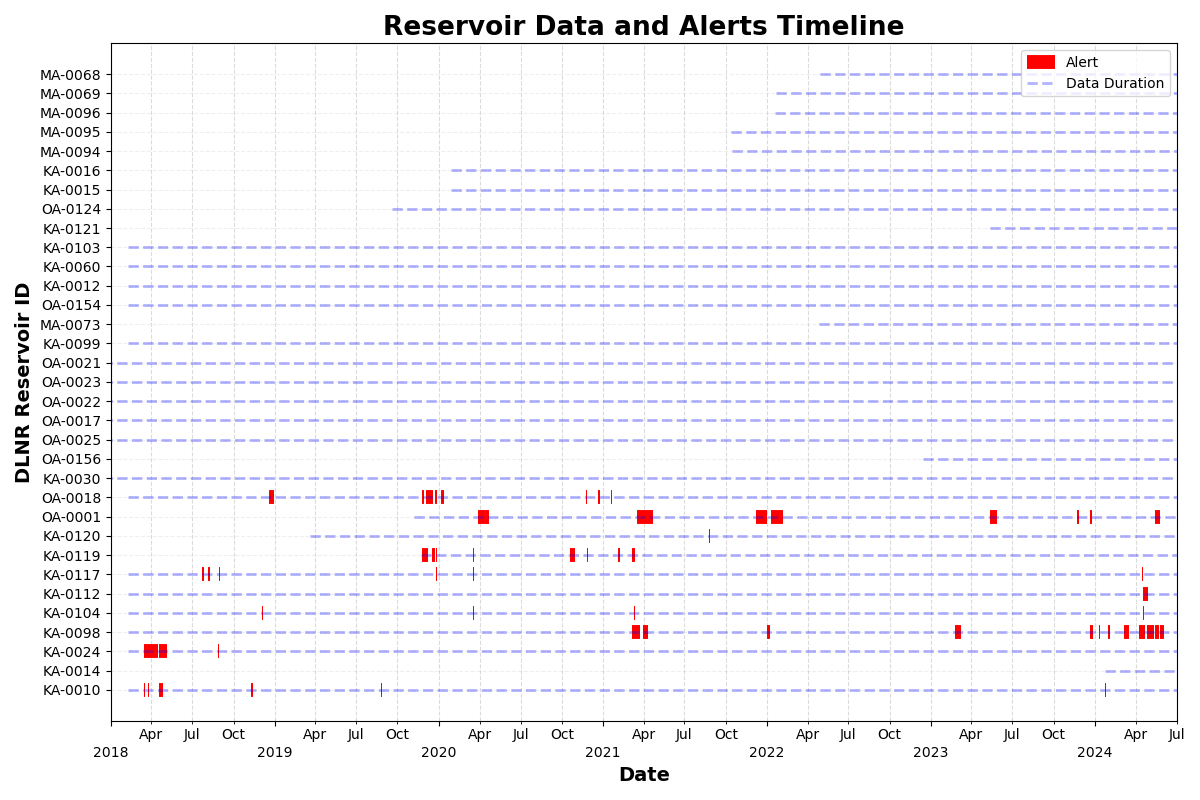 Reservoir Data and Alerts Timeline
Alert
Data Duration
DLNR Reservoir ID
MA-0068
MA-0069
MA-0096
MA-0095
MA-0094
KA-0016
KA-0015
OA-0124
KA-0121
KA-0103
KA-0060
KA-0012
OA-0154
MA-0073
KA-0099
OA-0021
OA-0023
OA-0022
OA-0017
OA-0025
OA-0156
KA-0030
OA-0018
OA-0001
KA-0120
KA-0119
KA-0117
KA-0112
KA-0104
KA-0098
KA-0024
KA-0014
KA-0010
Apr Jul Oct Apr Jul Oct Apr Jul Oct Apr Jul Oct Apr Jul Oct Apr Jul Oct Apr Jul
2018 2019 2020 2021 2022 2023 2024
Date